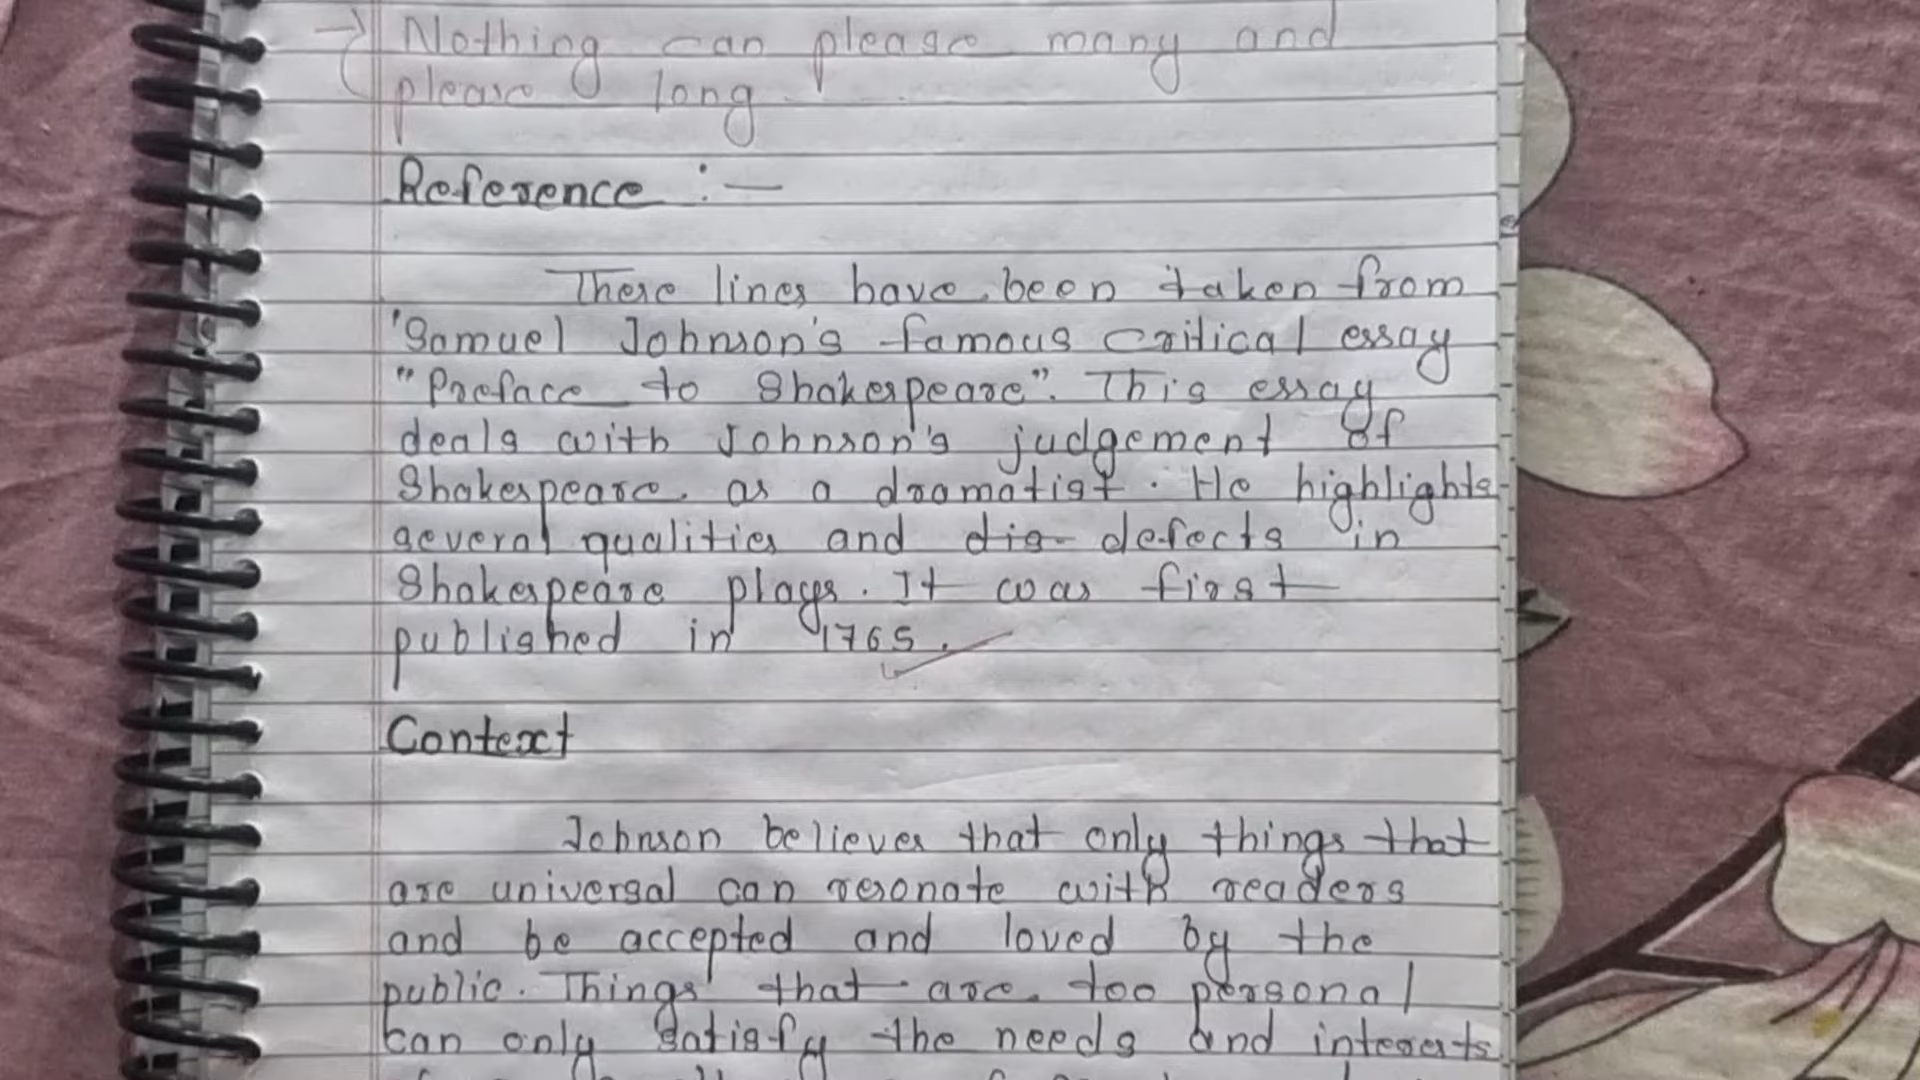 → Nothing can please many and
please long
Reference :-
These lines have been taken from
'Samuel Johnson's famous critical essay
"Preface to Shakespeare". This essay
deals with Johnson's judgement of
Shakespeare as a dramatist. He highlights
several qualities and dis- defects in
Shakespeare plays. It was first
published in 1765.
Context
Johnson believes that only things that
are universal can resonate with readers
and be accepted and loved by the
public. Things that are too personal
can only satisfy the needs and interests